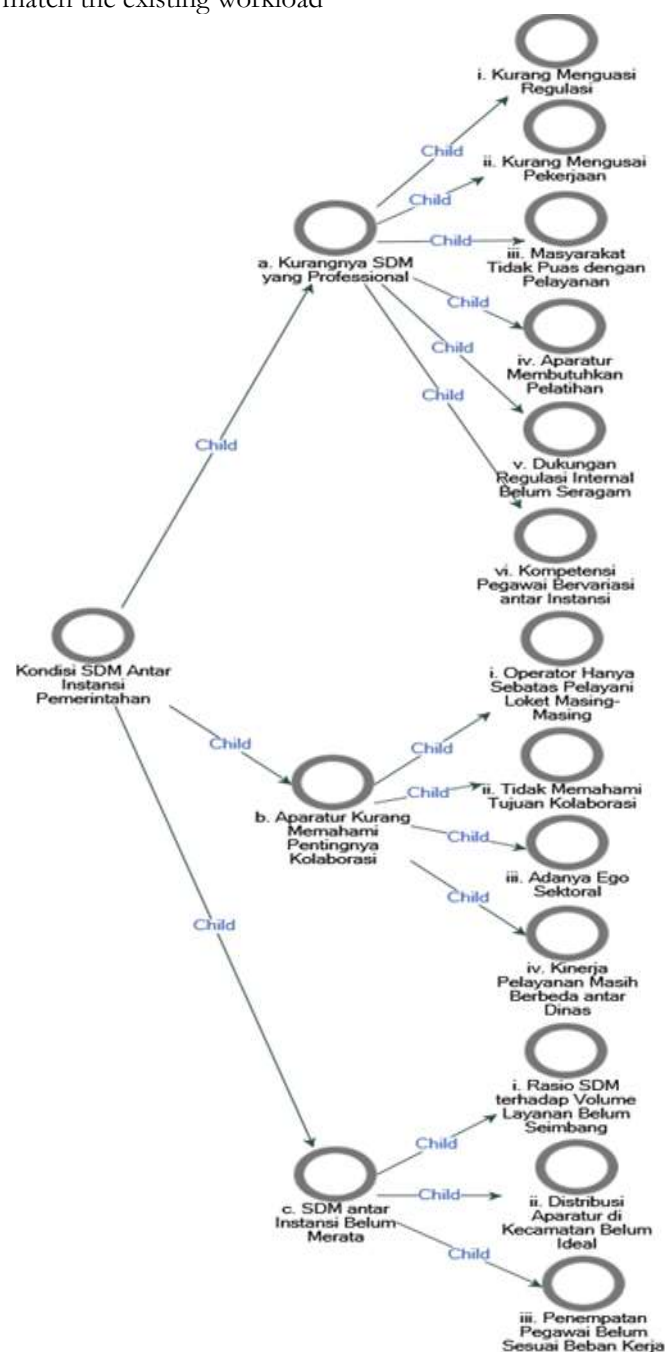 match the existing workload
i. Kurang Menguasi
Regulasi
Child
ii. Kurang Mengusai
Pekerjaan
Child
a. Kurangnya SDM
yang Professional
Child
iii. Masyarakat
Tidak Puas dengan
Pelayanan
Child
iv. Aparatur
Membutuhkan
Pelatihan
Child
v. Dukungan
Regulasi Internal
Belum Seragam
Child
vi. Kompetensi
Pegawai Bervariasi
antar Instansi
Child
Kondisi SDM Antar
Instansi
Pemerintahan
i. Operator Hanya
Sebatas Pelayani
Loket Masing-
Masing
Child
Child
b. Aparatur Kurang
Memahami
Pentingnya
Kolaborasi
Child
ii. Tidak Memahami
Tujuan Kolaborasi
Child
iii. Adanya Ego
Sektoral
Child
iv. Kinerja
Pelayanan Masih
Berbeda antar
Dinas
Child
i. Rasio SDM
terhadap Volume
Layanan Belum
Seimbang
Child
c. SDM antar
Instansi Belum
Merata
Child
ii. Distribusi
Aparatur di
Kecamatan Belum
Ideal
Child
iii. Penempatan
Pegawai Belum
Sesuai Beban Kerja